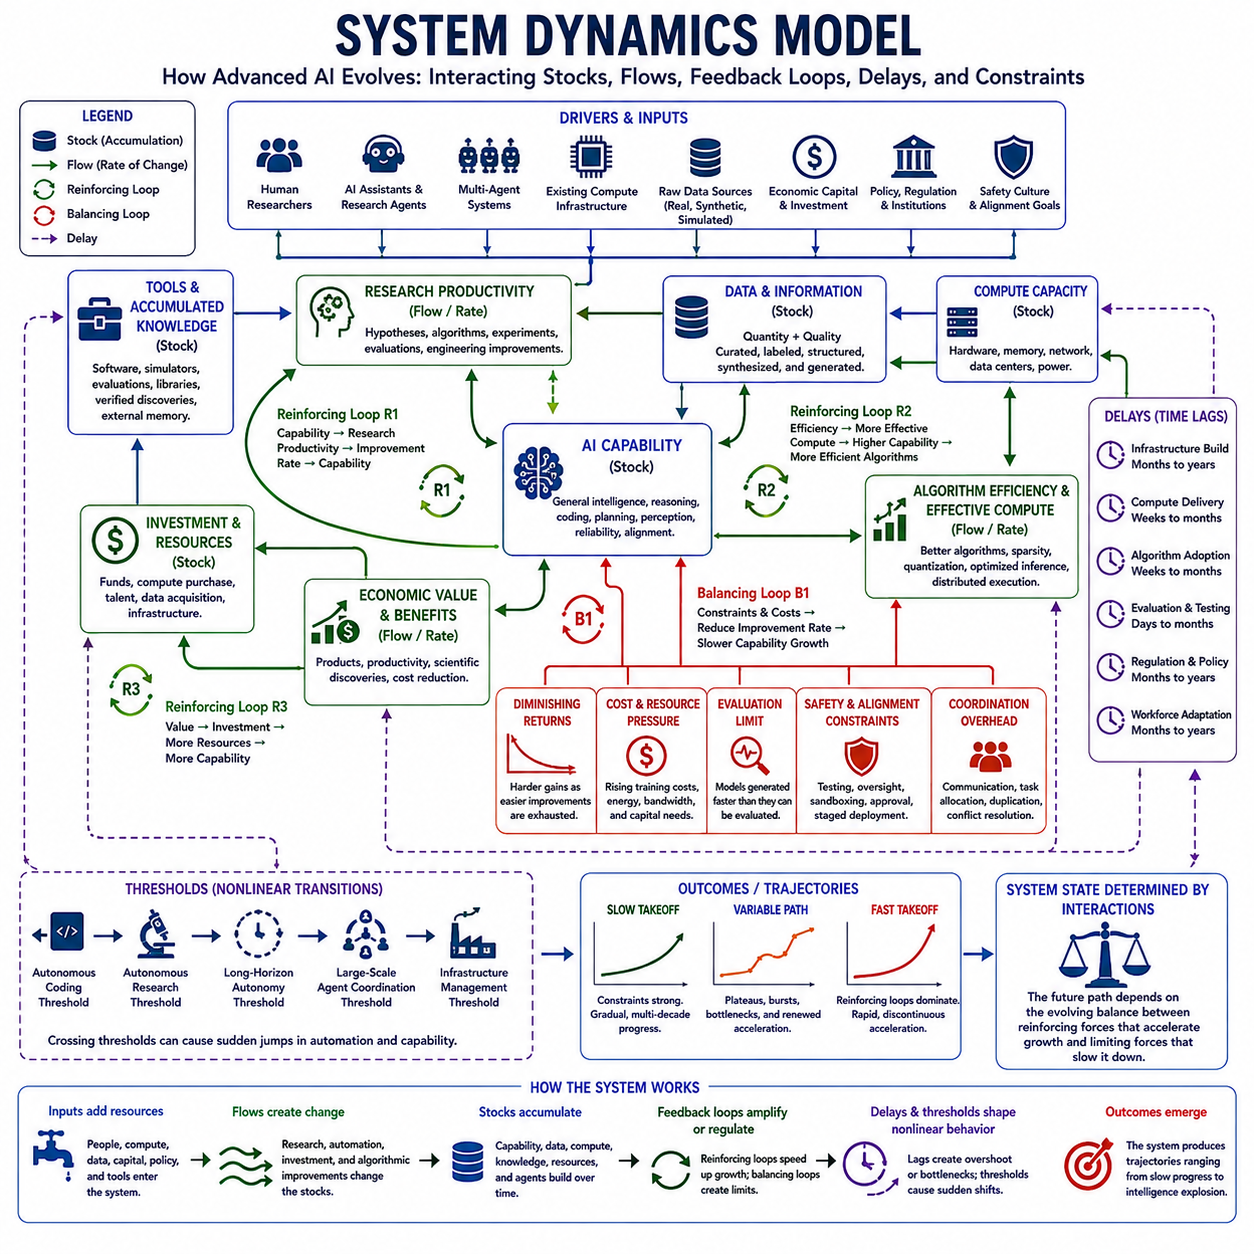 SYSTEM DYNAMICS MODEL
How Advanced AI Evolves: Interacting Stocks, Flows, Feedback Loops, Delays, and Constraints
LEGEND
Stock (Accumulation)
Flow (Rate of Change)
Reinforcing Loop
Balancing Loop
Delay
DRIVERS & INPUTS
Human
Researchers
AI Assistants &
Research Agents
Multi-Agent
Systems
Existing Compute
Infrastructure
Raw Data Sources
(Real, Synthetic,
Simulated)
Economic Capital
& Investment
Policy, Regulation
& Institutions
Safety Culture
& Alignment Goals
TOOLS &
ACCUMULATED
KNOWLEDGE
(Stock)
Software, simulators,
evaluations, libraries,
verified discoveries,
external memory.
RESEARCH PRODUCTIVITY
(Flow / Rate)
Hypotheses, algorithms, experiments,
evaluations, engineering improvements.
DATA & INFORMATION
(Stock)
Quantity + Quality
Curated, labeled, structured,
synthesized, and generated.
COMPUTE CAPACITY
(Stock)
Hardware, memory, network,
data centers, power.
Reinforcing Loop R1
Capability → Research
Productivity → Improvement
Rate → Capability
R1
AI CAPABILITY
(Stock)
General intelligence, reasoning,
coding, planning, perception,
reliability, alignment.
Reinforcing Loop R2
Efficiency → More Effective
Compute → Higher Capability →
More Efficient Algorithms
R2
ALGORITHM EFFICIENCY &
EFFECTIVE COMPUTE
(Flow / Rate)
Better algorithms, sparsity,
quantization, optimized inference,
distributed execution.
DELAYS (TIME LAGS)
Infrastructure Build
Months to years
Compute Delivery
Weeks to months
Algorithm Adoption
Weeks to months
Evaluation & Testing
Days to months
Regulation & Policy
Months to years
Workforce Adaptation
Months to years
$
INVESTMENT &
RESOURCES
(Stock)
Funds, compute purchase,
talent, data acquisition,
infrastructure.
$
ECONOMIC VALUE
& BENEFITS
(Flow / Rate)
Products, productivity, scientific
discoveries, cost reduction.
B1
Balancing Loop B1
Constraints & Costs →
Reduce Improvement Rate →
Slower Capability Growth
R3
Reinforcing Loop R3
Value → Investment →
More Resources →
More Capability
DIMINISHING
RETURNS
Harder gains as
easier improvements
are exhausted.
COST & RESOURCE
PRESSURE
$
Rising training costs,
energy, bandwidth,
and capital needs.
EVALUATION
LIMIT
Models generated
faster than they can
be evaluated.
SAFETY & ALIGNMENT
CONSTRAINTS
Testing, oversight,
sandboxing, approval,
staged deployment.
COORDINATION
OVERHEAD
Communication, task
allocation, duplication,
conflict resolution.
THRESHOLDS (NONLINEAR TRANSITIONS)
</>
Autonomous
Coding
Threshold
Autonomous
Research
Threshold
Long-Horizon
Autonomy
Threshold
Large-Scale
Agent Coordination
Threshold
Infrastructure
Management
Threshold
Crossing thresholds can cause sudden jumps in automation and capability.
OUTCOMES / TRAJECTORIES
SLOW TAKEOFF
Constraints strong.
Gradual, multi-decade
progress.
VARIABLE PATH
Plateaus, bursts,
bottlenecks, and renewed
acceleration.
FAST TAKEOFF
Reinforcing loops dominate.
Rapid, discontinuous
acceleration.
SYSTEM STATE DETERMINED BY
INTERACTIONS
The future path depends on
the evolving balance between
reinforcing forces that accelerate
growth and limiting forces that
slow it down.
HOW THE SYSTEM WORKS
Inputs add resources
People, compute,
data, capital, policy,
and tools enter
the system.
Flows create change
Research, automation,
investment, and algorithmic
improvements change
the stocks.
Stocks accumulate
Capability, data, compute,
knowledge, resources,
and agents build over
time.
Feedback loops amplify
or regulate
Reinforcing loops speed
up growth; balancing loops
create limits.
Delays & thresholds shape
nonlinear behavior
Lags create overshoot
or bottlenecks; thresholds
cause sudden shifts.
Outcomes emerge
The system produces
trajectories ranging
from slow progress to
intelligence explosion.